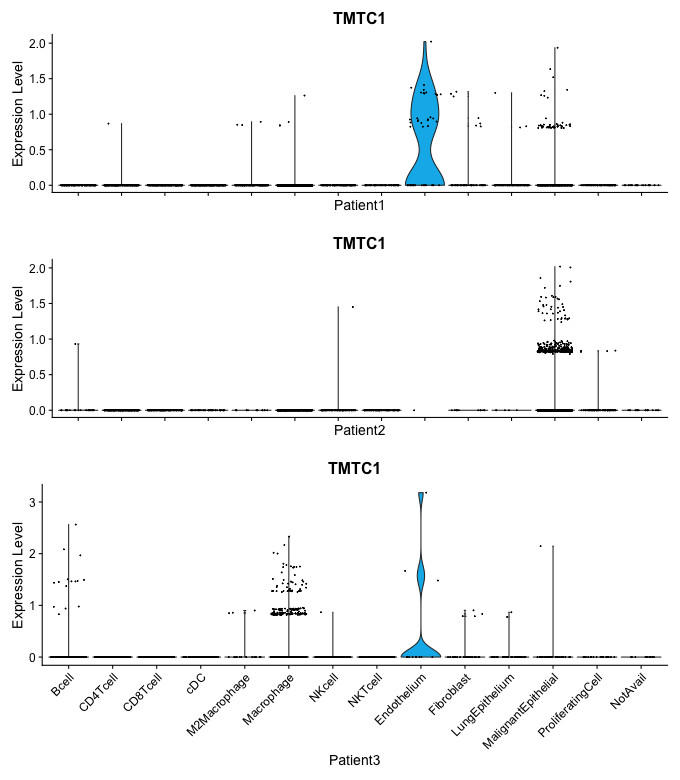 TMTC1
Expression Level
2.0
1.5
1.0
0.5
0.0
Patient1
TMTC1
Expression Level
2.0
1.5
1.0
0.5
0.0
Patient2
TMTC1
Expression Level
3
2
1
0
Bcell
CD4Tcell
CD8Tcell
cDC
M2Macrophage
Macrophage
NKcell
NKTcell
Endothelium
Fibroblast
LungEpithelium
MalignantEpithelial
ProliferatingCell
NotAvail
Patient3